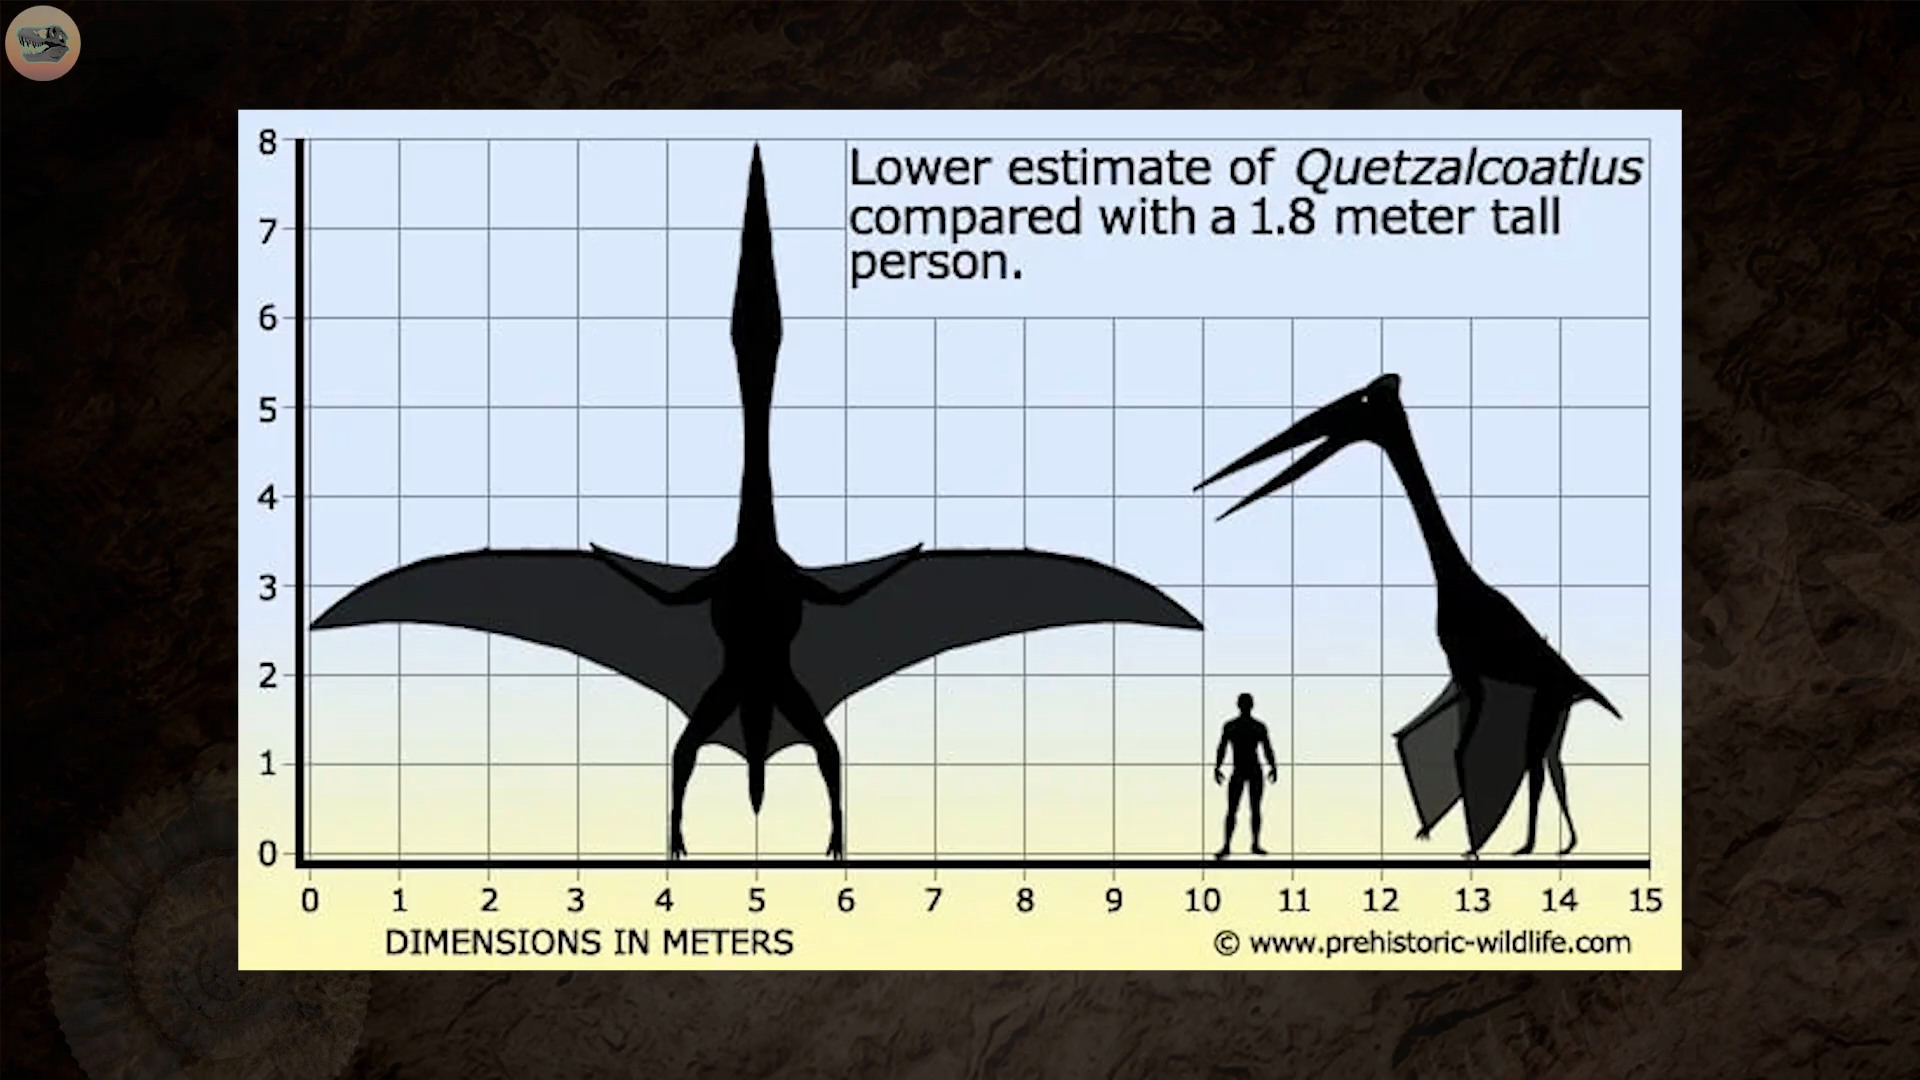 Lower estimate of Quetzalcoatlus
compared with a 1.8 meter tall
person.
8
7
6
5
4
3
2
1
0
0 1 2 3 4 5 6 7 8 9 10 11 12 13 14 15
DIMENSIONS IN METERS
© www.prehistoric-wildlife.com